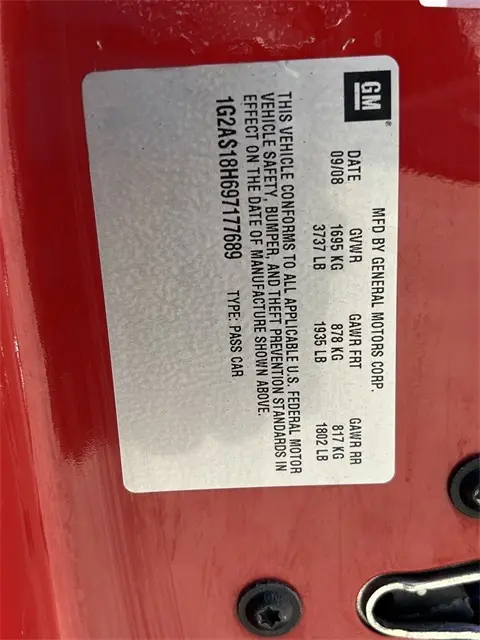 GM®
MFD BY GENERAL MOTORS CORP.
DATE GVWR GAWR FRT GAWR RR
09/08 1695 KG 878 KG 817 KG
3737 LB 1935 LB 1802 LB
THIS VEHICLE CONFORMS TO ALL APPLICABLE U.S. FEDERAL MOTOR
VEHICLE SAFETY, BUMPER, AND THEFT PREVENTION STANDARDS IN
EFFECT ON THE DATE OF MANUFACTURE SHOWN ABOVE.
1G2AS18H697177689 TYPE: PASS CAR